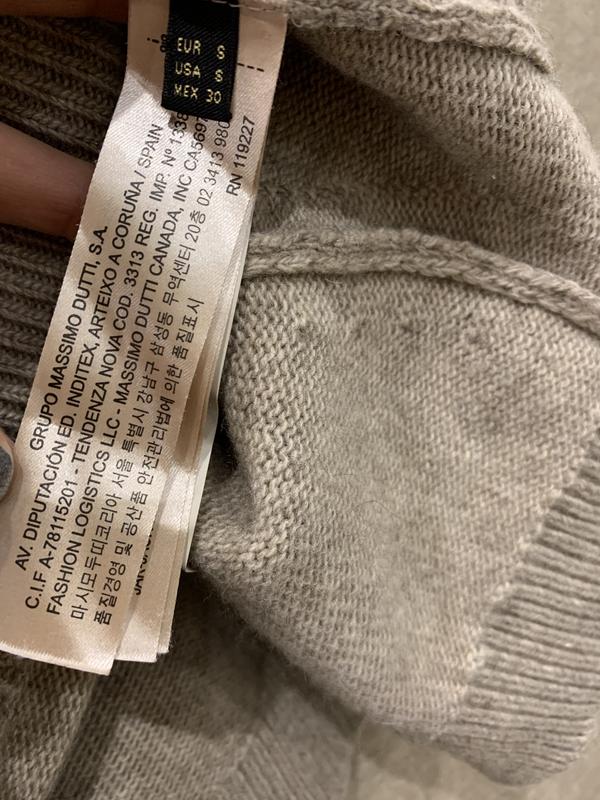 EUR S
USA S
MEX 30
GRUPO MASSIMO DUTTI, S.A.
AV. DIPUTACIÓN ED. INDITEX, ARTEIXO A CORUÑA / SPAIN
C.I.F A-78115201 - TENDENZA NOVA COD. 3313 REG. IMP. Nº 1338
FASHION LOGISTICS LLC - MASSIMO DUTTI CANADA, INC CA5697
마시모두띠코리아 서울 특별시 강남구 삼성동 무역센터 20층 02 3413 980
품질경영 및 공산품 안전관리법에 의한 품질표시
RN 119227